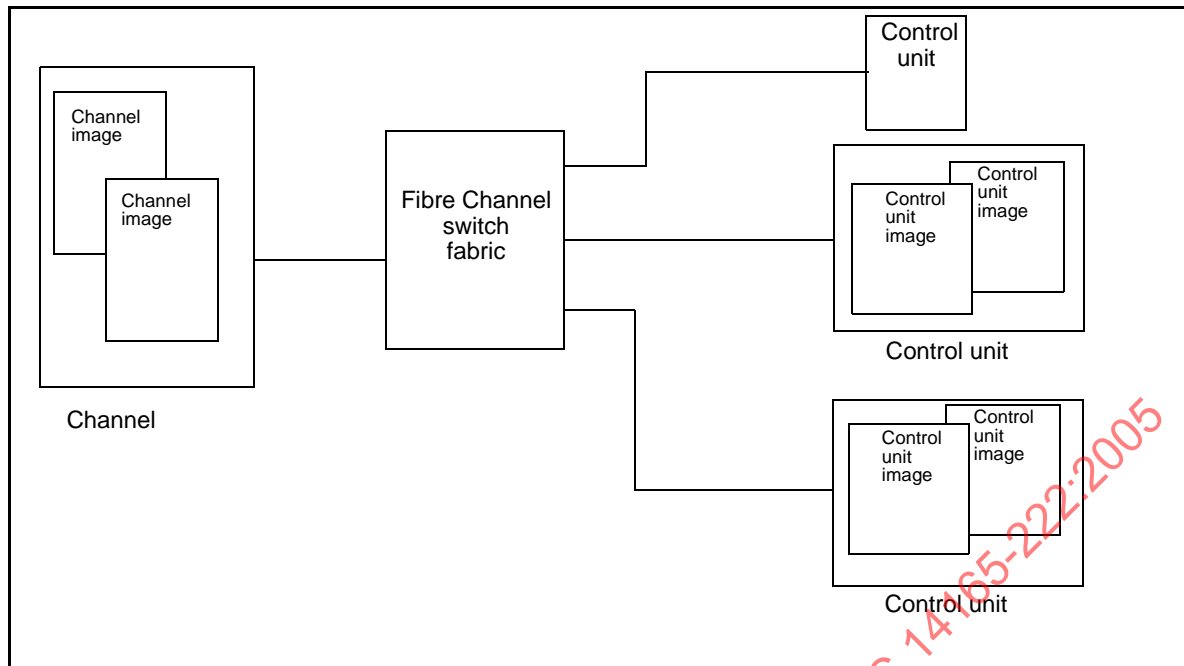 Channel
image
Channel
image
Channel
Fibre Channel
switch
fabric
Control
unit
Control
unit
image
Control
unit
image
Control unit
Control
unit
image
Control
unit
image
Control unit
14165-222:2005